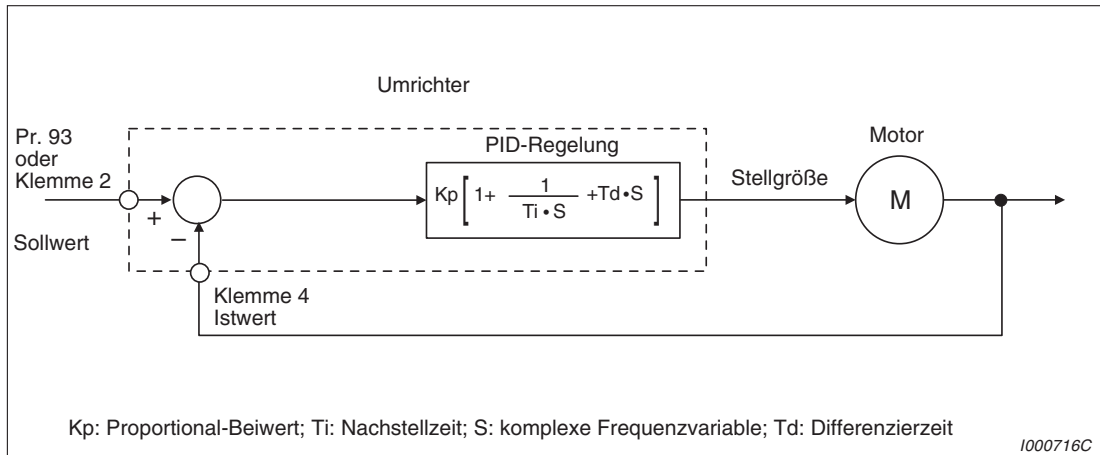 Umrichter
Pr. 93
oder
Klemme 2
Sollwert
+
−
PID-Regelung
Kp [ 1+ 1 / Ti • S +Td • S ]
Stellgröße
Motor
M
Klemme 4
Istwert
Kp: Proportional-Beiwert; Ti: Nachstellzeit; S: komplexe Frequenzvariable; Td: Differenzierzeit
I000716C